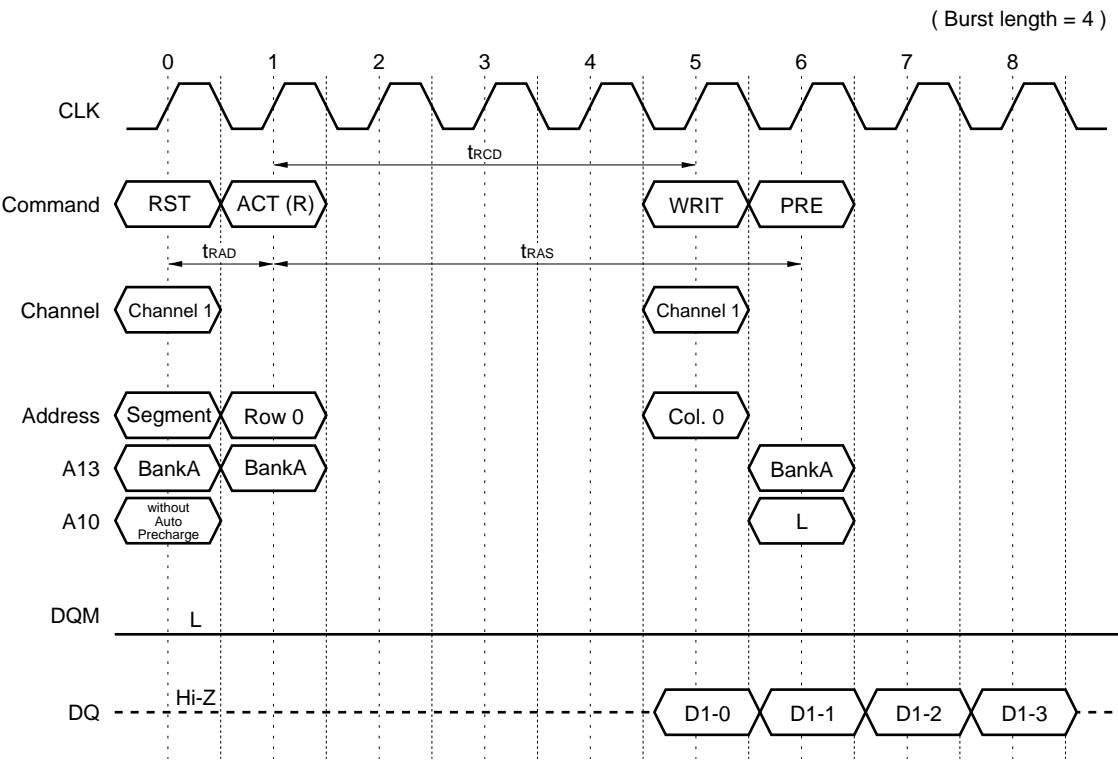 ( Burst length = 4 )
0 1 2 3 4 5 6 7 8
CLK
tRCD
Command RST ACT (R) WRIT PRE
tRAD tRAS
Channel Channel 1 Channel 1
Address Segment Row 0 Col. 0
A13 BankA BankA BankA
without
A10 Auto L
Precharge
DQM L
Hi-Z
DQ D1-0 D1-1 D1-2 D1-3